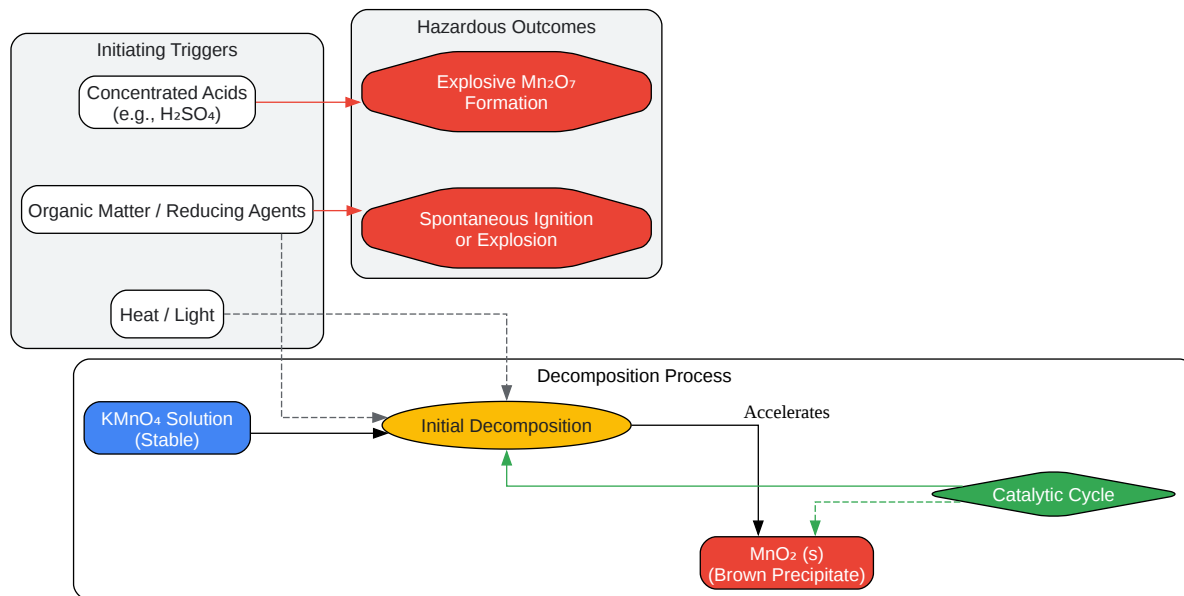 Initiating Triggers
Concentrated Acids
(e.g., H₂SO₄)
Organic Matter / Reducing Agents
Heat / Light
Hazardous Outcomes
Explosive Mn₂O₇
Formation
Spontaneous Ignition
or Explosion
Decomposition Process
KMnO₄ Solution
(Stable)
Initial Decomposition
Accelerates
Catalytic Cycle
MnO₂ (s)
(Brown Precipitate)